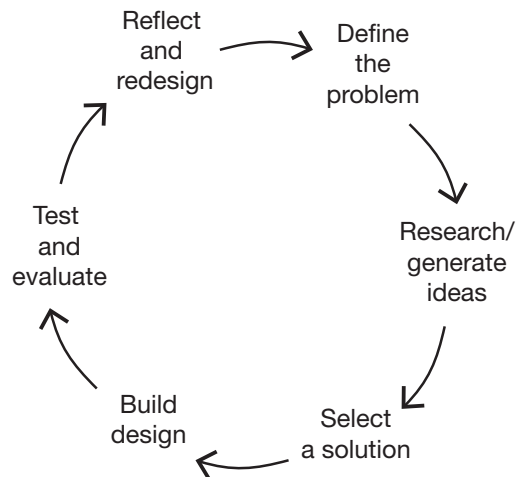 Reflect
and
redesign
Define
the
problem
Research/
generate
ideas
Select
a solution
Build
design
Test
and
evaluate